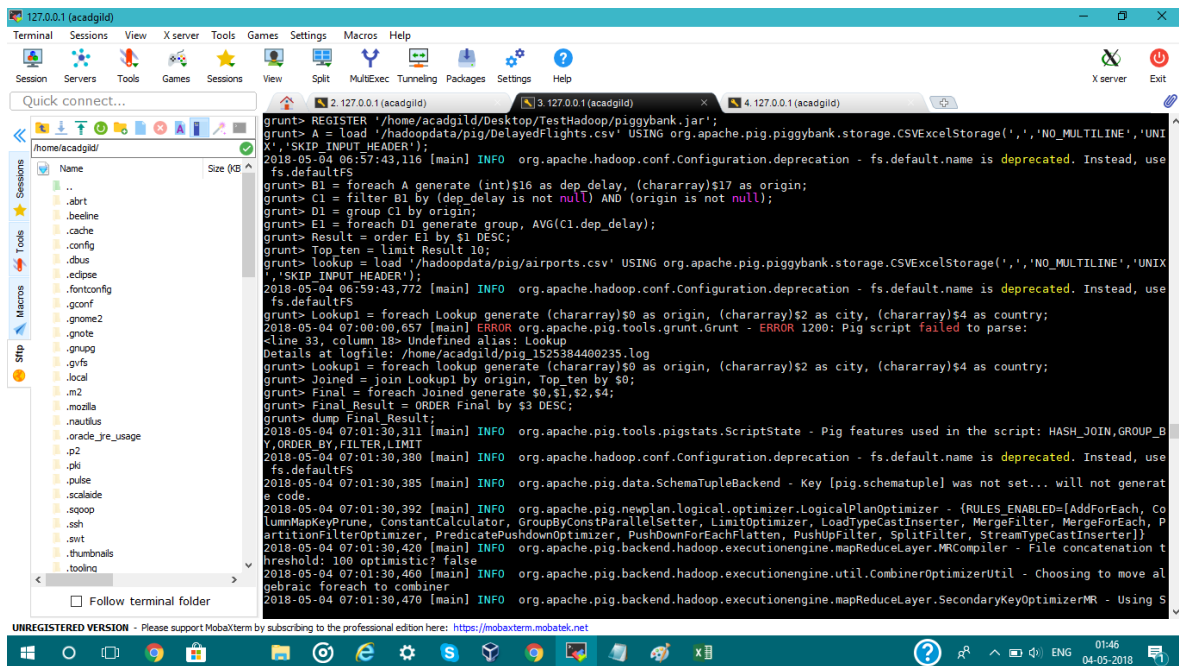 127.0.0.1 (acadgild)
Terminal Sessions View X server Tools Games Settings Macros Help
Session Servers Tools Games Sessions View Split MultiExec Tunneling Packages Settings Help X server Exit
Quick connect...
2. 127.0.0.1 (acadgild) 3. 127.0.0.1 (acadgild) 4. 127.0.0.1 (acadgild)
/home/acadgild/
Name Size (KB)
..
.abrt
.beeline
.cache
.config
.dbus
.eclipse
.fontconfig
.gconf
.gnome2
.gnote
.gnupg
.gvfs
.local
.m2
.mozilla
.nautilus
.oracle_jre_usage
.p2
.pki
.pulse
.scalaide
.sqoop
.ssh
.swt
.thumbnails
.tooling
Follow terminal folder
Sessions
Tools
Macros
Sftp
grunt> REGISTER '/home/acadgild/Desktop/TestHadoop/piggybank.jar';
grunt> A = load '/hadoopdata/pig/DelayedFlights.csv' USING org.apache.pig.piggybank.storage.CSVExcelStorage(',','NO_MULTILINE','UNI
X','SKIP_INPUT_HEADER');
2018-05-04 06:57:43,116 [main] INFO org.apache.hadoop.conf.Configuration.deprecation - fs.default.name is deprecated. Instead, use
fs.defaultFS
grunt> B1 = foreach A generate (int)$16 as dep_delay, (chararray)$17 as origin;
grunt> C1 = filter B1 by (dep_delay is not null) AND (origin is not null);
grunt> D1 = group C1 by origin;
grunt> E1 = foreach D1 generate group, AVG(C1.dep_delay);
grunt> Result = order E1 by $1 DESC;
grunt> Top_ten = limit Result 10;
grunt> lookup = load '/hadoopdata/pig/airports.csv' USING org.apache.pig.piggybank.storage.CSVExcelStorage(',','NO_MULTILINE','UNIX
','SKIP_INPUT_HEADER');
2018-05-04 06:59:43,772 [main] INFO org.apache.hadoop.conf.Configuration.deprecation - fs.default.name is deprecated. Instead, use
fs.defaultFS
grunt> Lookup1 = foreach Lookup generate (chararray)$0 as origin, (chararray)$2 as city, (chararray)$4 as country;
2018-05-04 07:00:00,657 [main] ERROR org.apache.pig.tools.grunt.Grunt - ERROR 1200: Pig script failed to parse:
<line 33, column 18> Undefined alias: Lookup
Details at logfile: /home/acadgild/pig_1525384400235.log
grunt> Lookup1 = foreach lookup generate (chararray)$0 as origin, (chararray)$2 as city, (chararray)$4 as country;
grunt> Joined = join Lookup1 by origin, Top_ten by $0;
grunt> Final = foreach Joined generate $0,$1,$2,$4;
grunt> Final_Result = ORDER Final by $3 DESC;
grunt> dump Final_Result;
2018-05-04 07:01:30,311 [main] INFO org.apache.pig.tools.pigstats.ScriptState - Pig features used in the script: HASH_JOIN,GROUP_B
Y,ORDER_BY,FILTER,LIMIT
2018-05-04 07:01:30,380 [main] INFO org.apache.hadoop.conf.Configuration.deprecation - fs.default.name is deprecated. Instead, use
fs.defaultFS
2018-05-04 07:01:30,385 [main] INFO org.apache.pig.data.SchemaTupleBackend - Key [pig.schematuple] was not set... will not generat
e code.
2018-05-04 07:01:30,392 [main] INFO org.apache.pig.newplan.logical.optimizer.LogicalPlanOptimizer - {RULES_ENABLED=[AddForEach, Co
lumnMapKeyPrune, ConstantCalculator, GroupByConstParallelSetter, LimitOptimizer, LoadTypeCastInserter, MergeFilter, MergeForEach, P
artitionFilterOptimizer, PredicatePushdownOptimizer, PushDownForEachFlatten, PushUpFilter, SplitFilter, StreamTypeCastInserter]}
2018-05-04 07:01:30,420 [main] INFO org.apache.pig.backend.hadoop.executionengine.mapReduceLayer.MRCompiler - File concatenation t
hreshold: 100 optimistic? false
2018-05-04 07:01:30,460 [main] INFO org.apache.pig.backend.hadoop.executionengine.util.CombinerOptimizerUtil - Choosing to move al
gebraic foreach to combiner
2018-05-04 07:01:30,470 [main] INFO org.apache.pig.backend.hadoop.executionengine.mapReduceLayer.SecondaryKeyOptimizerMR - Using S
UNREGISTERED VERSION - Please support MobaXterm by subscribing to the professional edition here: https://mobaxterm.mobatek.net
ENG
01:46
04-05-2018